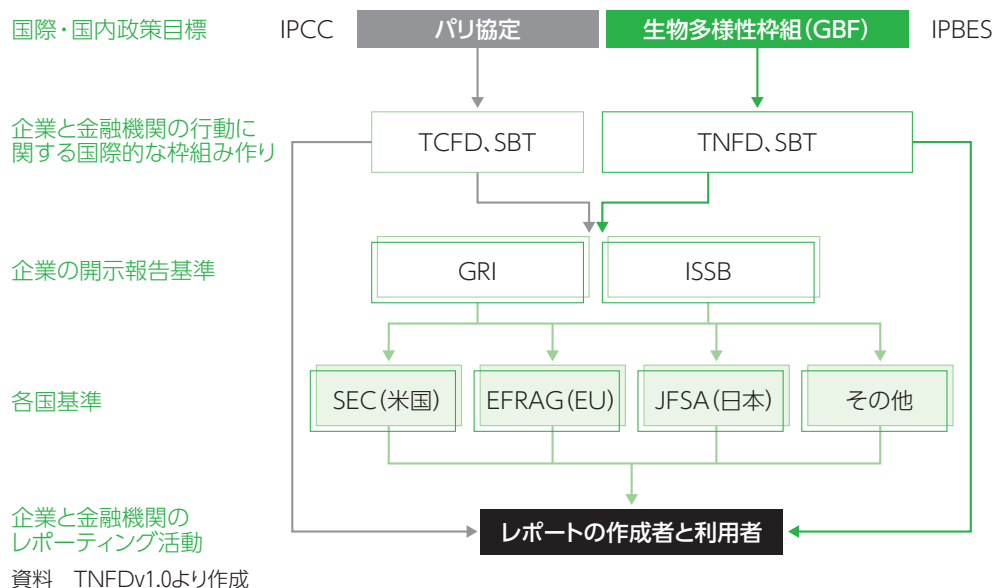 国際・国内政策目標
IPCC
パリ協定
生物多様性枠組(GBF)
IPBES
企業と金融機関の行動に
関する国際的な枠組み作り
TCFD、SBT
TNFD、SBT
企業の開示報告基準
GRI
ISSB
各国基準
SEC(米国)
EFRAG(EU)
JFSA(日本)
その他
企業と金融機関の
レポーティング活動
レポートの作成者と利用者
資料 TNFDv1.0より作成